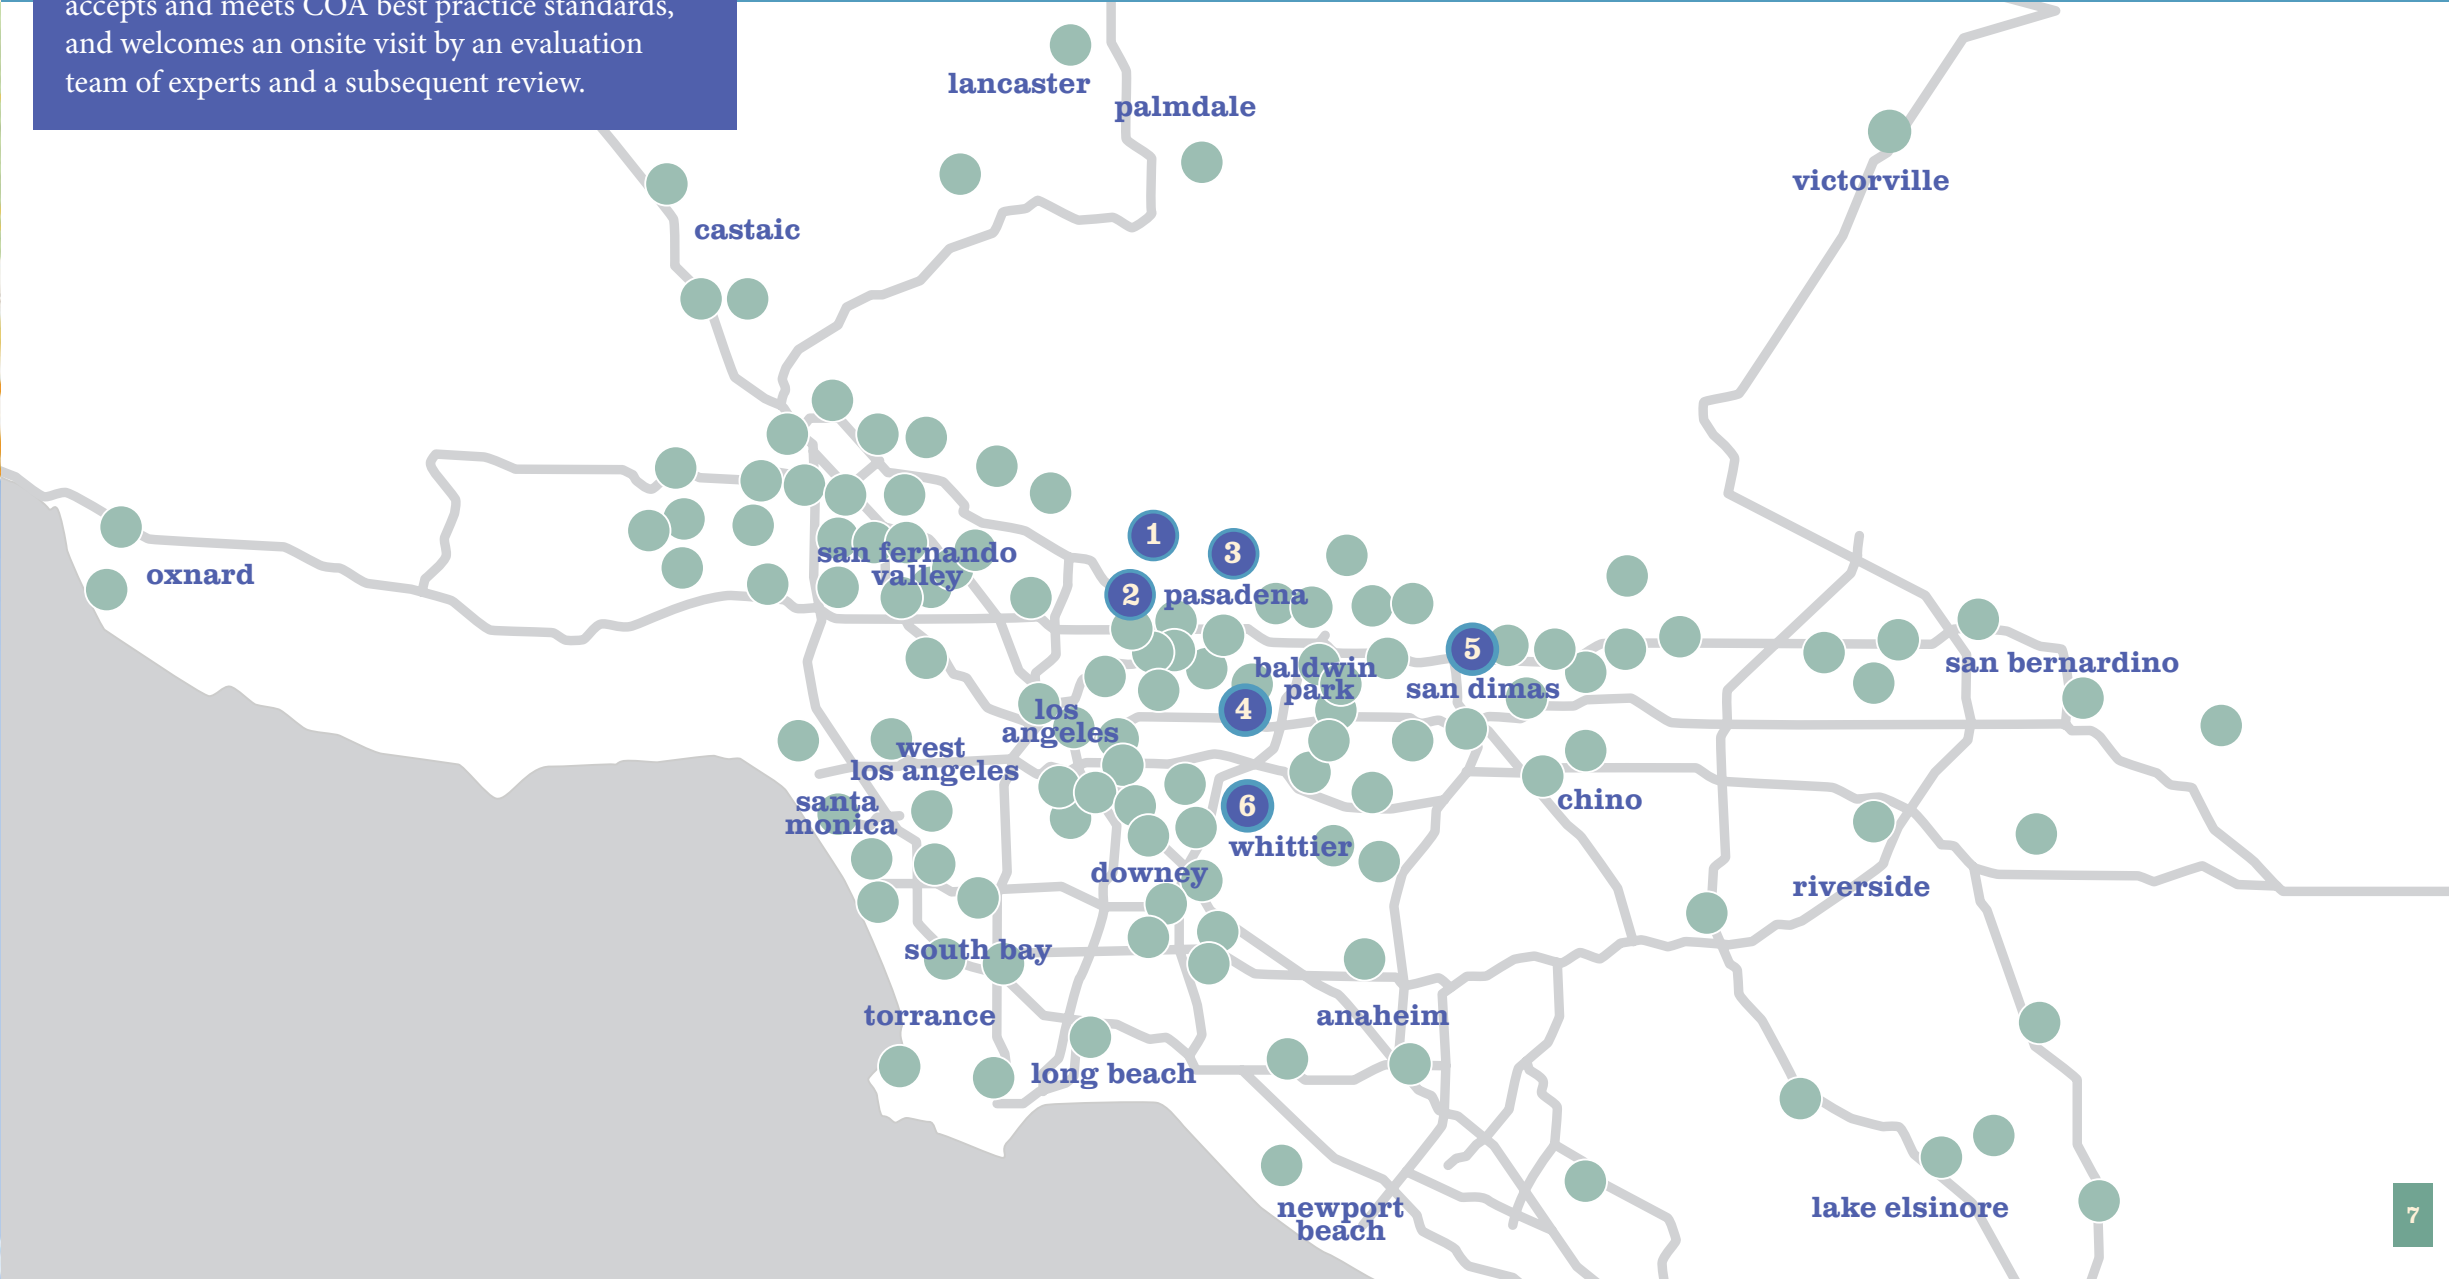 accepts and meets COA best practice standards,
and welcomes an onsite visit by an evaluation
team of experts and a subsequent review.
lancaster
palmdale
victorville
castaic
1
3
san fernando
valley
oxnard
2
pasadena
5
baldwin
park
san dimas
san bernardino
4
los
angeles
west
los angeles
santa
monica
6
chino
whittier
downey
riverside
south bay
torrance
anaheim
long beach
newport
beach
lake elsinore
7